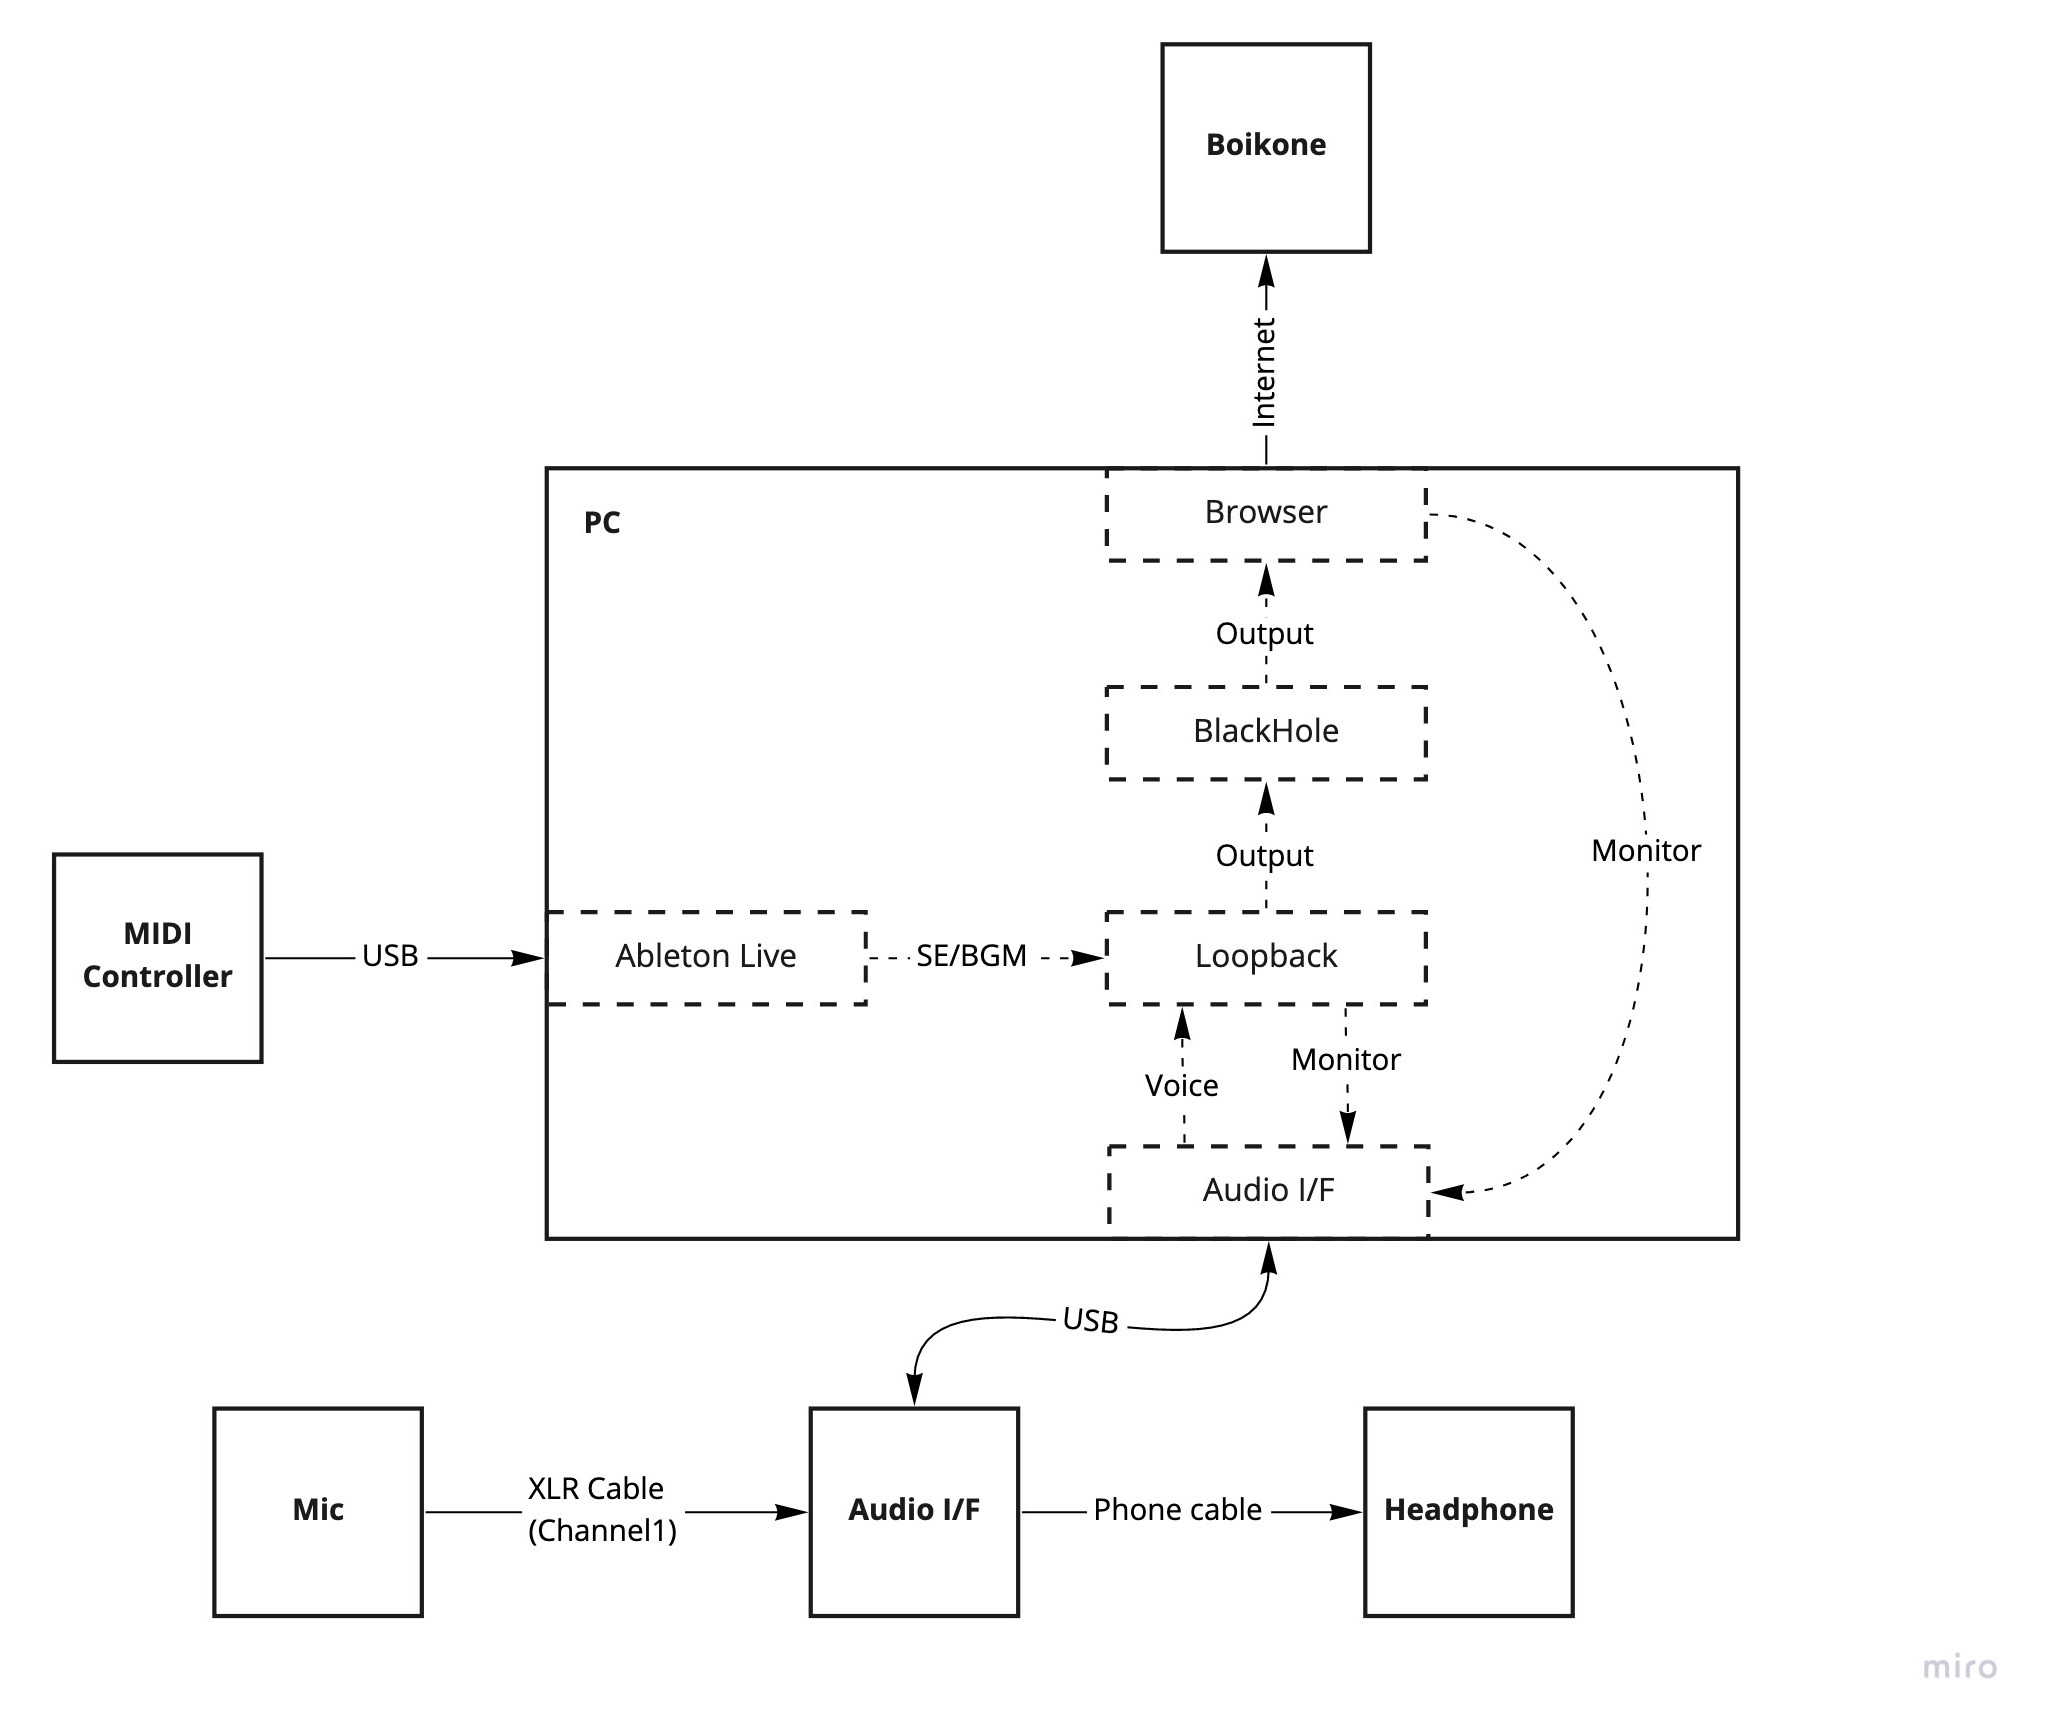 Boikone
Internet
PC
Browser
Output
BlackHole
Monitor
Output
MIDI
Controller
USB
Ableton Live
SE/BGM
Loopback
Voice
Monitor
Audio I/F
USB
Mic
XLR Cable
(Channel1)
Audio I/F
Phone cable
Headphone
miro